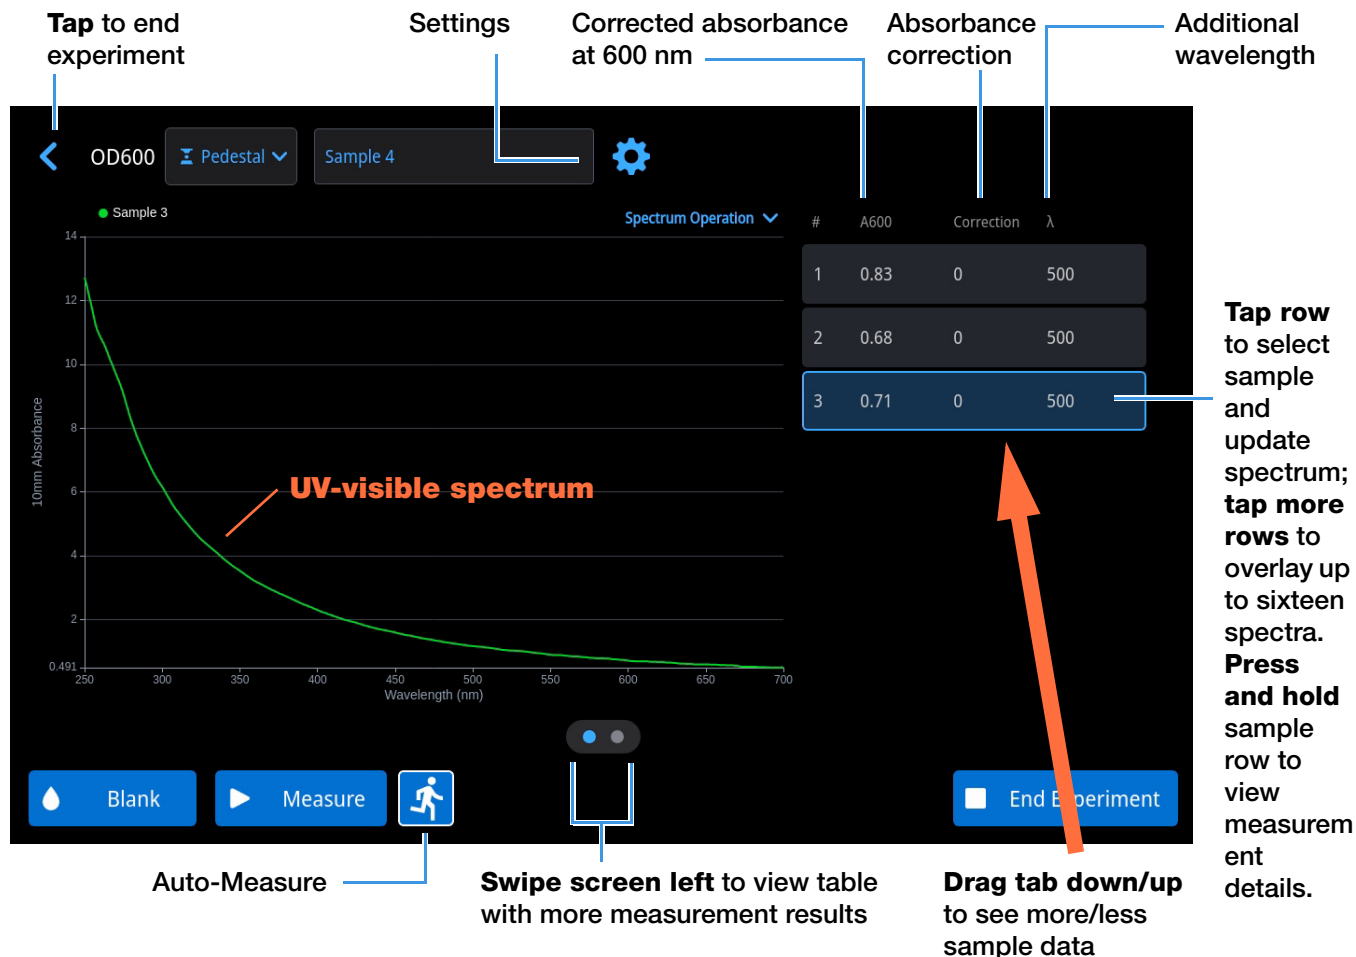 Tap to end
experiment
Settings
Corrected absorbance
at 600 nm
Absorbance
correction
Additional
wavelength
OD600
Pedestal
Sample 4
Sample 3
Spectrum Operation
# A600 Correction λ
1 0.83 0 500
2 0.68 0 500
3 0.71 0 500
14
12
10
8
6
4
2
0.491
10mm Absorbance
UV-visible spectrum
250 300 350 400 450 500 550 600 650 700
Wavelength (nm)
Tap row
to select
sample
and
update
spectrum;
tap more
rows to
overlay up
to sixteen
spectra.
Press
and hold
sample
row to
view
measurem
ent
details.
Blank
Measure
End Experiment
Auto-Measure
Swipe screen left to view table
with more measurement results
Drag tab down/up
to see more/less
sample data